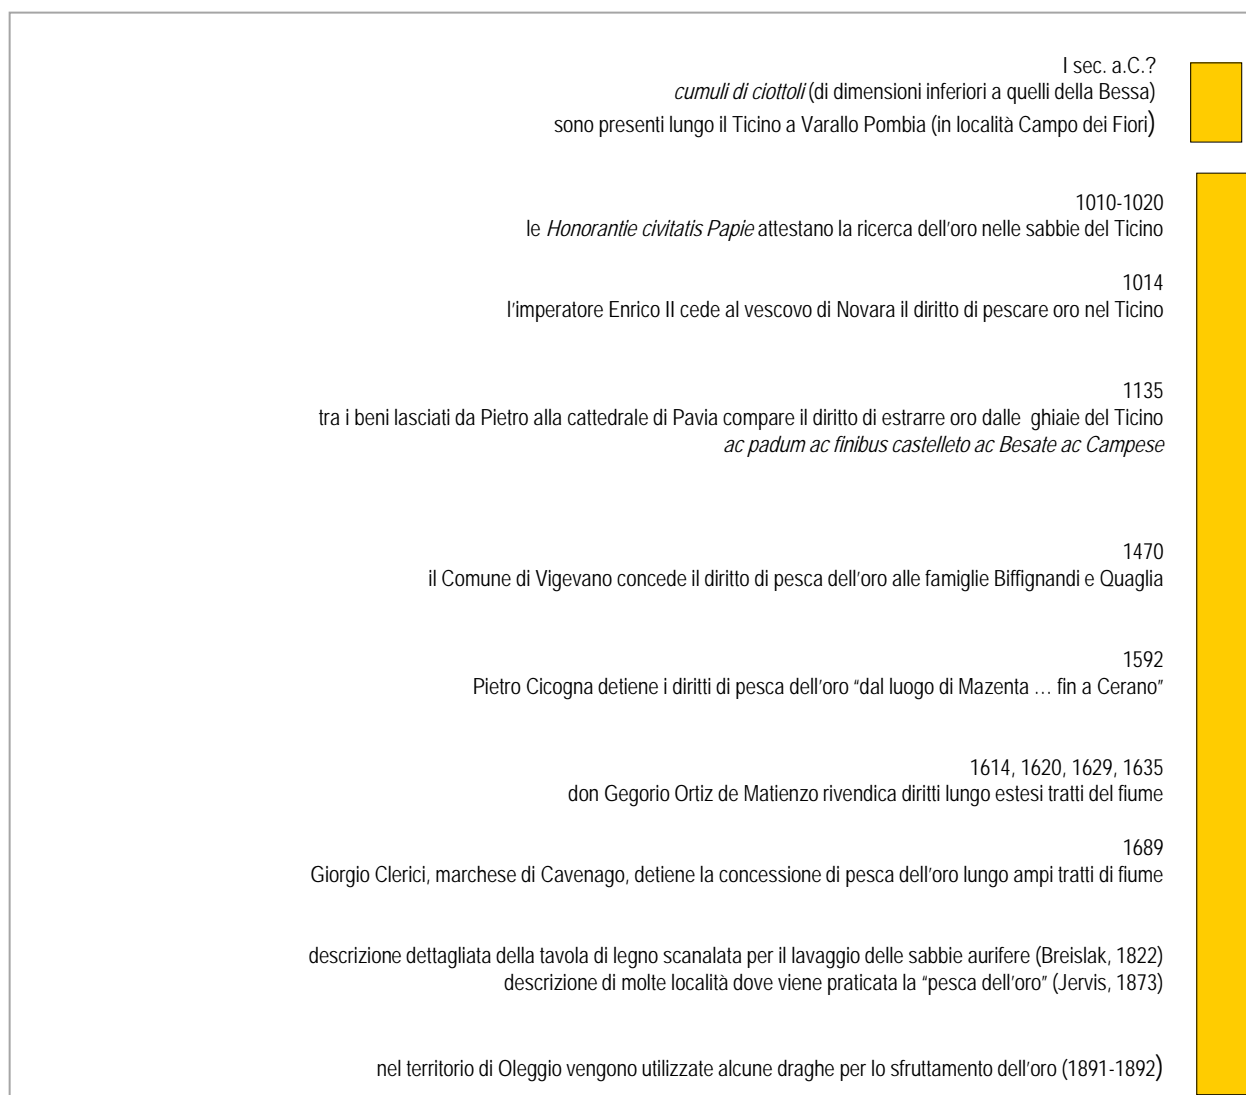 I sec. a.C.?
cumuli di ciottoli (di dimensioni inferiori a quelli della Bessa)
sono presenti lungo il Ticino a Varallo Pombia (in località Campo dei Fiori)
1010-1020
le Honorantie civitatis Papie attestano la ricerca dell'oro nelle sabbie del Ticino
1014
l'imperatore Enrico II cede al vescovo di Novara il diritto di pescare oro nel Ticino
1135
tra i beni lasciati da Pietro alla cattedrale di Pavia compare il diritto di estrarre oro dalle ghiaie del Ticino
ac padum ac finibus castelleto ac Besate ac Campese
1470
il Comune di Vigevano concede il diritto di pesca dell'oro alle famiglie Biffignandi e Quaglia
1592
Pietro Cicogna detiene i diritti di pesca dell'oro "dal luogo di Mazenta … fin a Cerano"
1614, 1620, 1629, 1635
don Gegorio Ortiz de Matienzo rivendica diritti lungo estesi tratti del fiume
1689
Giorgio Clerici, marchese di Cavenago, detiene la concessione di pesca dell'oro lungo ampi tratti di fiume
descrizione dettagliata della tavola di legno scanalata per il lavaggio delle sabbie aurifere (Breislak, 1822)
descrizione di molte località dove viene praticata la "pesca dell'oro" (Jervis, 1873)
nel territorio di Oleggio vengono utilizzate alcune draghe per lo sfruttamento dell'oro (1891-1892)